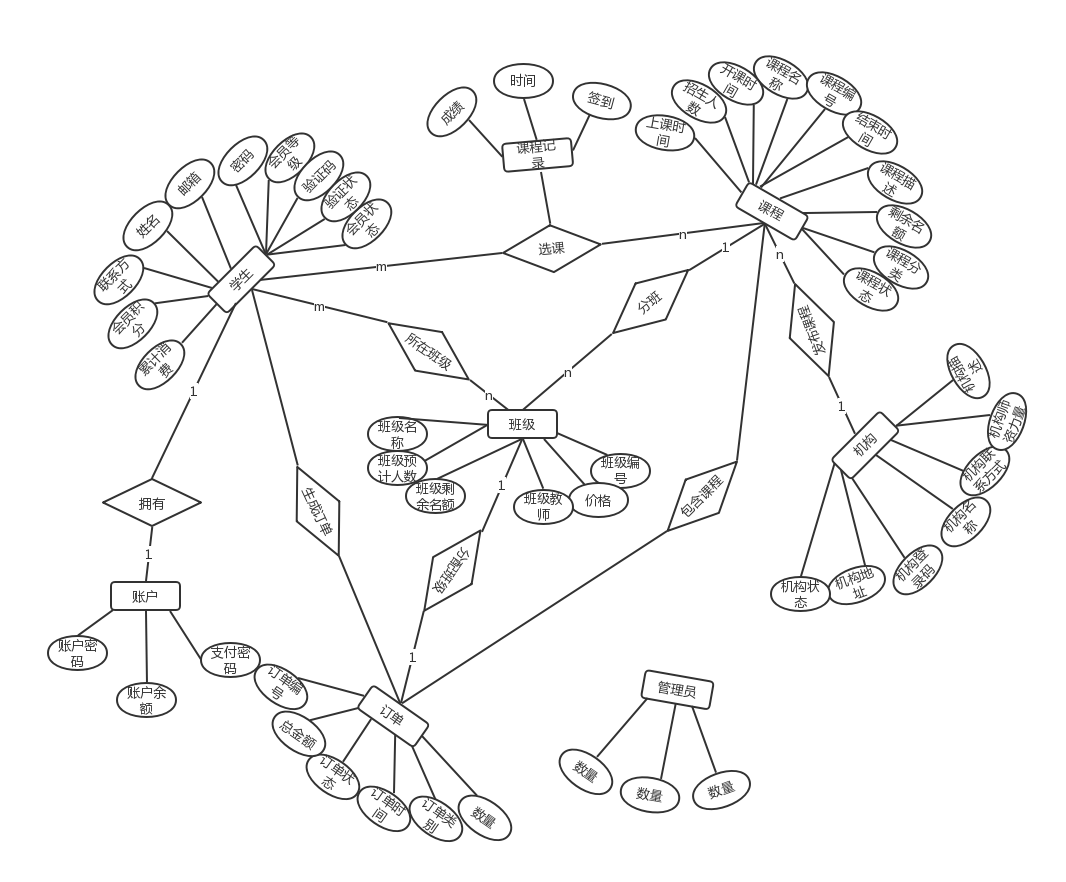 时间
成绩
签到
课程记
录
上课时
间
招生人
数
开课时
间
课程名
称
课程编
号
结束时
间
课程描
述
剩余名
额
课程分
类
课程状
态
课程
联系方
式
姓名
邮箱
密码
会员等
级
验证码
验证状
态
会员状
态
会员积
分
累计消
费
学生
选课
m
n
1
n
m
所在班级
n
分班
n
发布课程
1
1
班级
班级名
称
班级预
计人数
班级剩
余名额
班级教
师
价格
班级编
号
机构
机构描
述
机构师
资力量
机构联
系方式
机构名
称
机构登
录码
机构地
址
机构状
态
拥有
1
生成订单
1
分配班级
包含课程
账户
账户密
码
账户余
额
支付密
码
1
订单
订单编
号
总金额
订单状
态
订单时
间
订单类
别
数量
管理员
数量
数量
数量